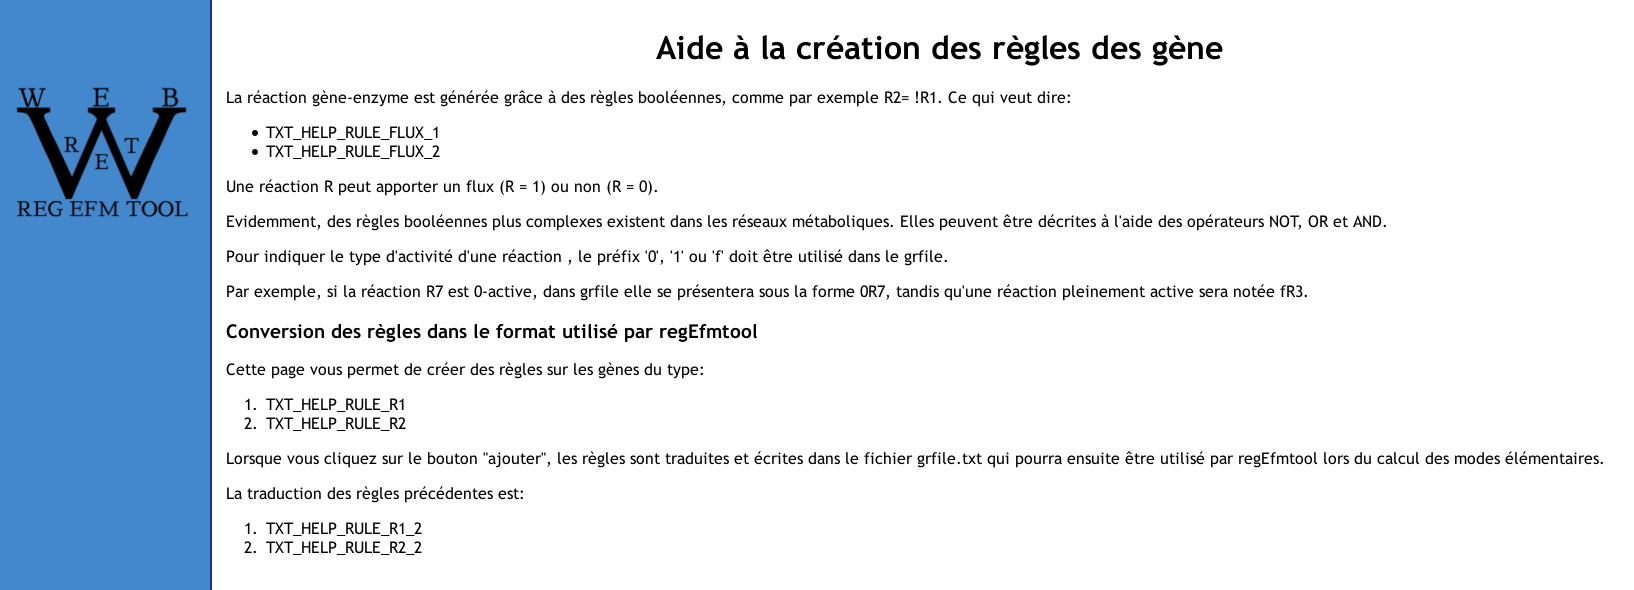 W E B
R E T
REG EFM TOOL
Aide à la création des règles des gène
La réaction gène-enzyme est générée grâce à des règles booléennes, comme par exemple R2= !R1. Ce qui veut dire:
• TXT_HELP_RULE_FLUX_1
• TXT_HELP_RULE_FLUX_2
Une réaction R peut apporter un flux (R = 1) ou non (R = 0).
Evidemment, des règles booléennes plus complexes existent dans les réseaux métaboliques. Elles peuvent être décrites à l'aide des opérateurs NOT, OR et AND.
Pour indiquer le type d'activité d'une réaction , le préfix '0', '1' ou 'f' doit être utilisé dans le grfile.
Par exemple, si la réaction R7 est 0-active, dans grfile elle se présentera sous la forme 0R7, tandis qu'une réaction pleinement active sera notée fR3.
Conversion des règles dans le format utilisé par regEfmtool
Cette page vous permet de créer des règles sur les gènes du type:
1. TXT_HELP_RULE_R1
2. TXT_HELP_RULE_R2
Lorsque vous cliquez sur le bouton "ajouter", les règles sont traduites et écrites dans le fichier grfile.txt qui pourra ensuite être utilisé par regEfmtool lors du calcul des modes élémentaires.
La traduction des règles précédentes est:
1. TXT_HELP_RULE_R1_2
2. TXT_HELP_RULE_R2_2